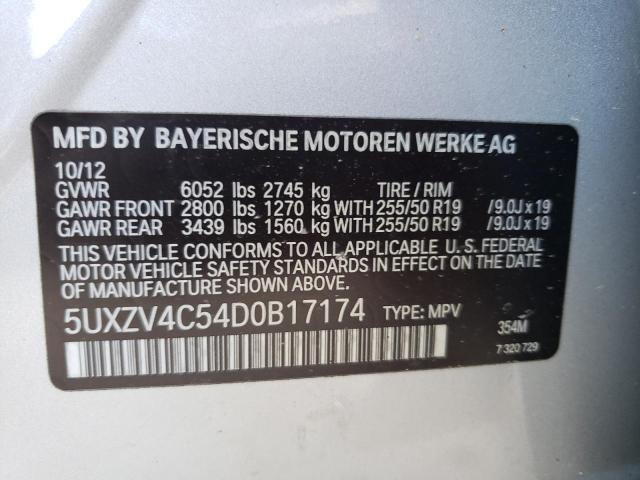 MFD BY BAYERISCHE MOTOREN WERKE AG
10/12
GVWR 6052 lbs 2745 kg TIRE / RIM
GAWR FRONT 2800 lbs 1270 kg WITH 255/50 R19 /9.0J x 19
GAWR REAR 3439 lbs 1560 kg WITH 255/50 R19 /9.0J x 19
THIS VEHICLE CONFORMS TO ALL APPLICABLE U. S. FEDERAL
MOTOR VEHICLE SAFETY STANDARDS IN EFFECT ON THE DATE
OF MANUFACTURE SHOWN ABOVE.
5UXZV4C54D0B17174 TYPE: MPV 354M
7 320 729